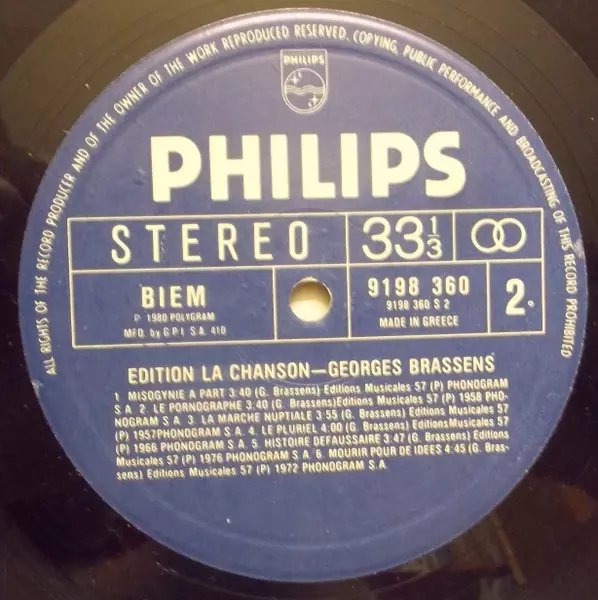 ALL RIGHTS OF THE RECORD PRODUCER AND OF THE OWNER OF THE WORK REPRODUCED RESERVED. COPYING, PUBLIC PERFORMANCE AND BROADCASTING OF THIS RECORD PROHIBITED
PHILIPS
PHILIPS
STEREO 33 1/3
BIEM
℗ 1980 POLYGRAM
MFD. by G P I S.A. 410
9198 360
9198 360 S 2
MADE IN GREECE
2.
EDITION LA CHANSON—GEORGES BRASSENS
1 MISOGYNIE A PART 3:40 (G. Brassens) Editions Musicales 57 (P) PHONOGRAM
S A 2. LE PORNOGRAPHE 3:40 (G. Brassens)Editions Musicales 57 (P) 1958 PHO-
NOGRAM S A 3. LA MARCHE NUPTIALE 3:55 (G. Brassens) Editions Musicales 57
(P) 1957PHONOGRAM S A. 4. LE PLURIEL 4:00 (G. Brassens) EditionsMusicales 57
(P) 1966 PHONOGRAM S A. 5. HISTOIRE DEFAUSSAIRE 3:47 (G. Brassens) Editions
Musicales 57 (P) 1976 PHONOGRAM S A. 6. MOURIR POUR DE IDEES 4:45 (G. Bras-
sens) Editions Musicales 57 (P) 1972 PHONOGRAM S.A.